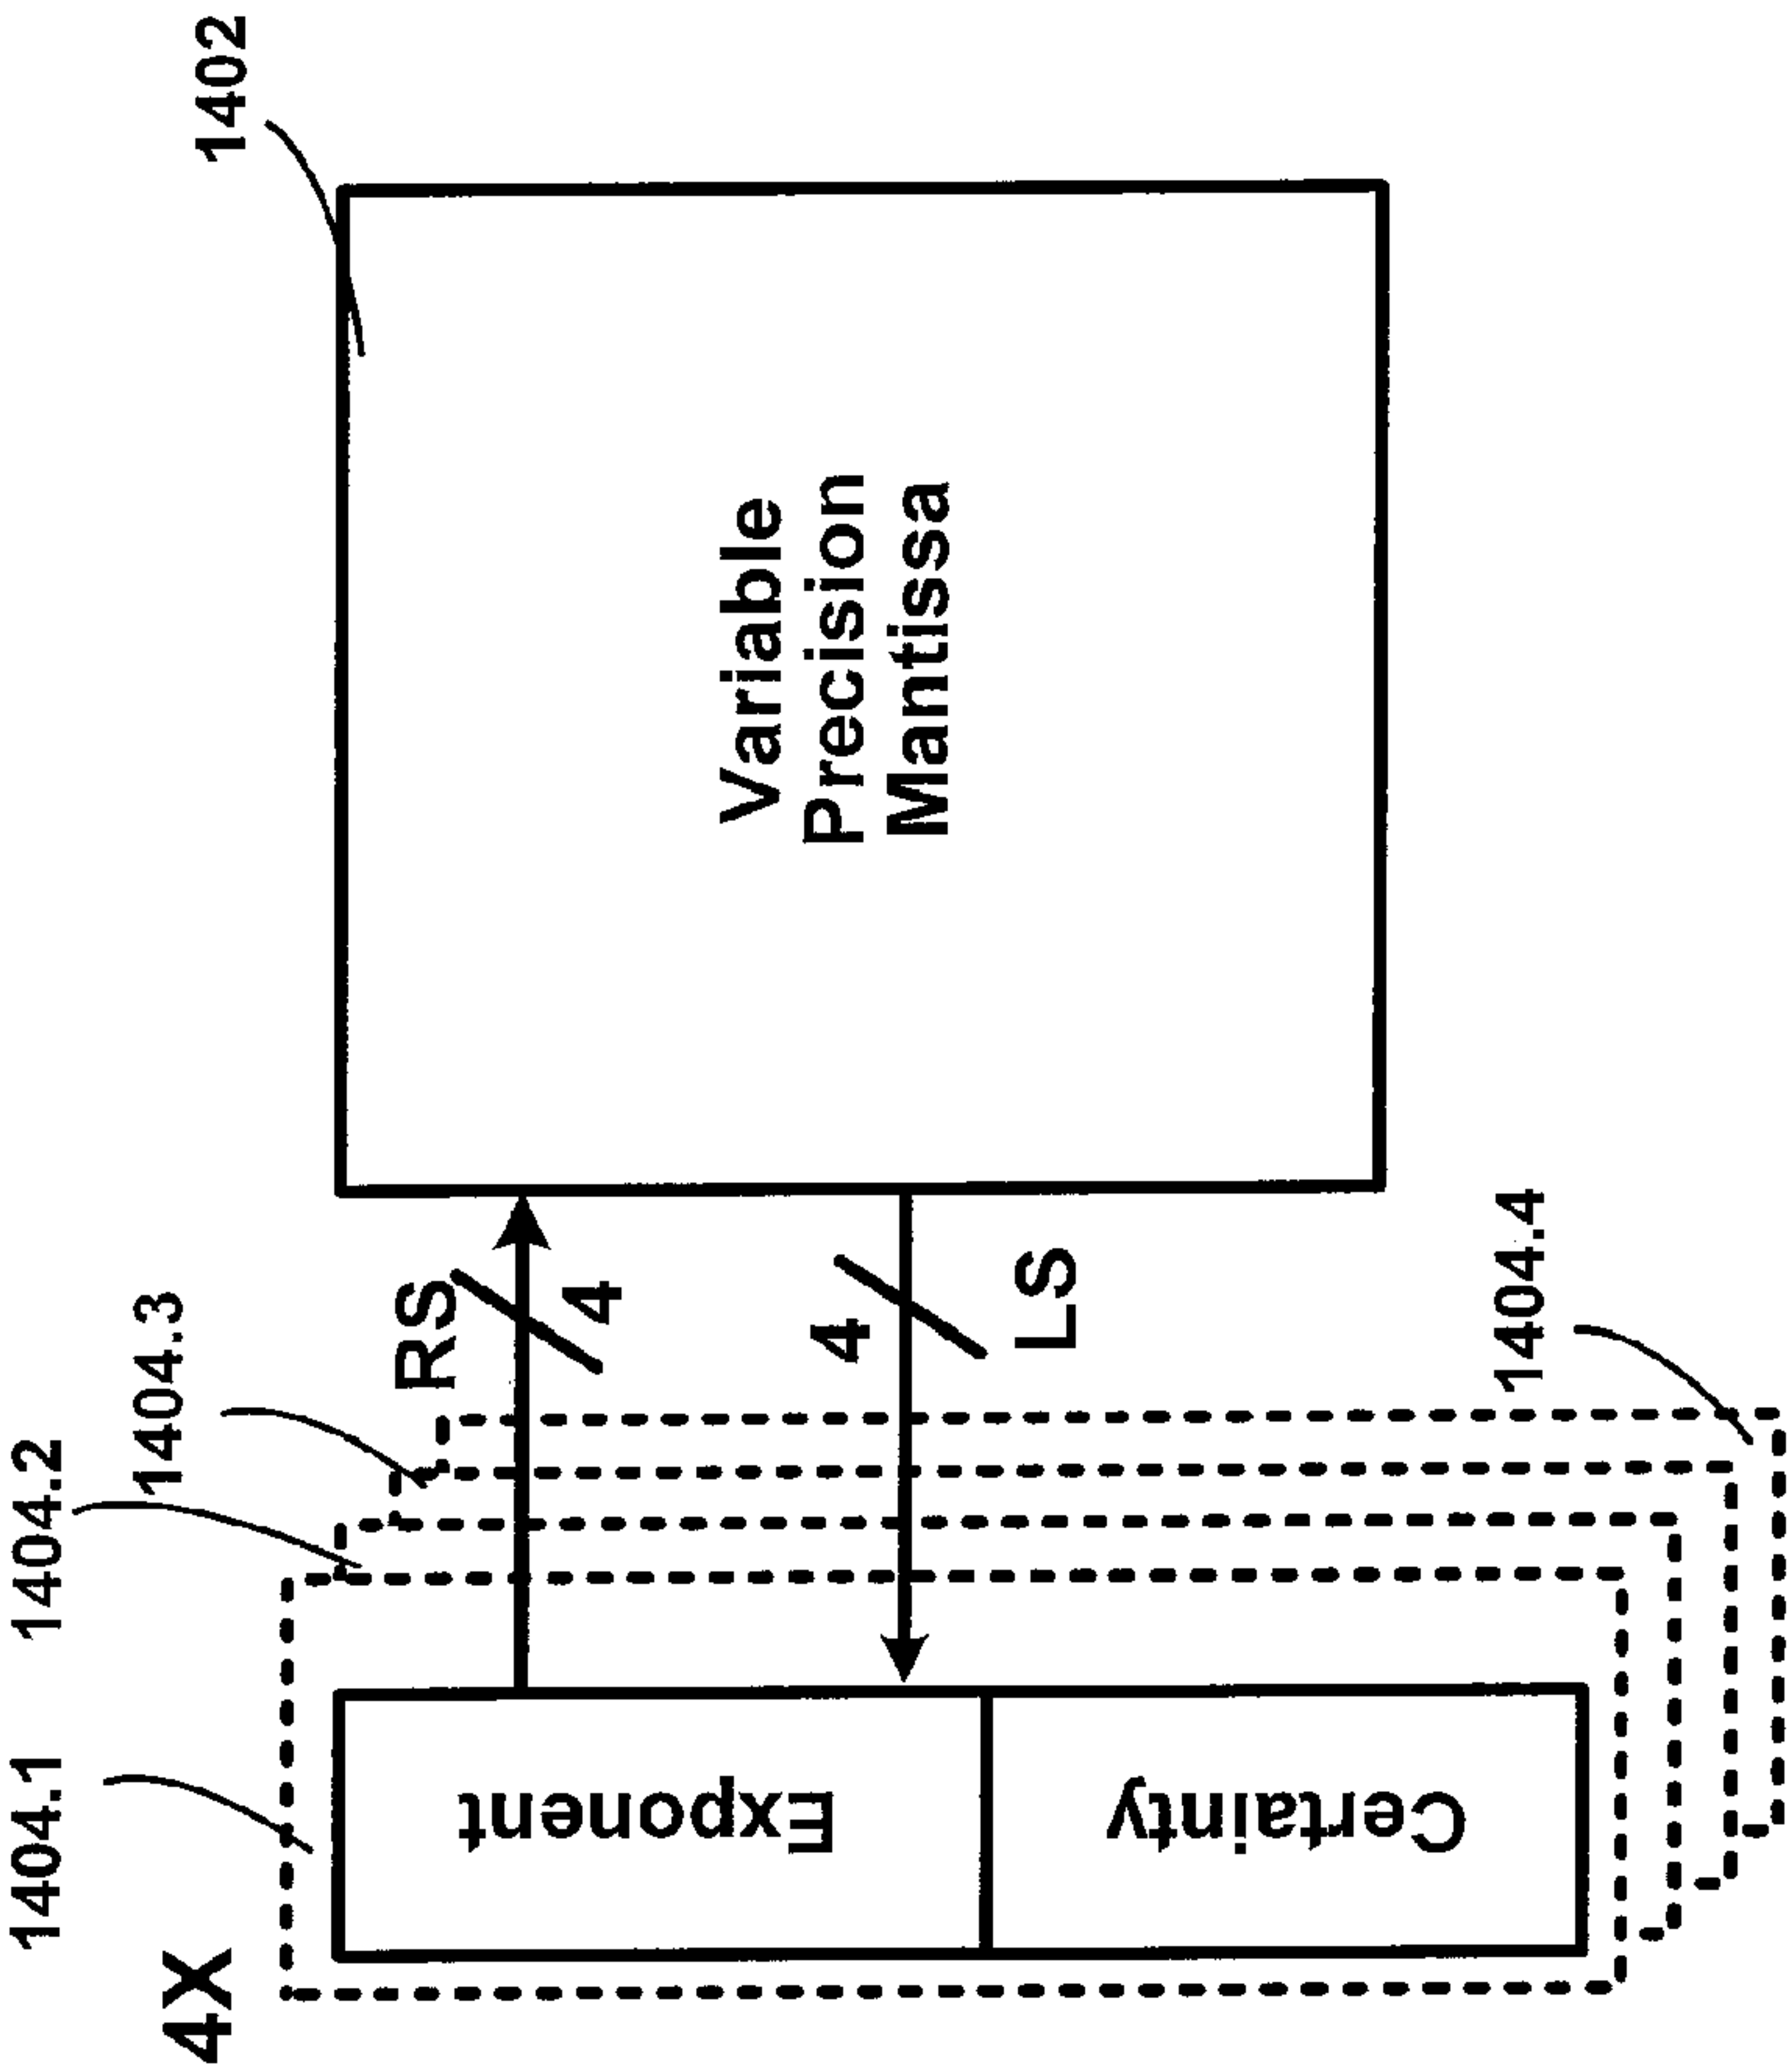 4X
1404.1
1404.2
1404.3
1402
Exponent
Certainty
RS
4
4
LS
Variable
Precision
Mantissa
1404.4